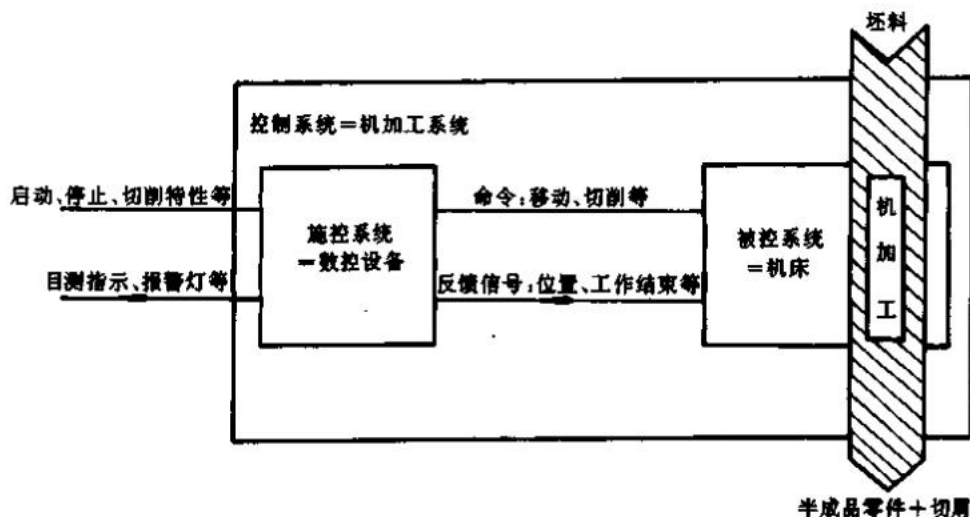 坯料
控制系统=机加工系统
启动、停止、切削特性等
命令:移动、切削等
施控系统
=数控设备
被控系统
=机床
机加工
目测指示、报警灯等
反馈信号:位置、工作结束等
半成品零件+切屑